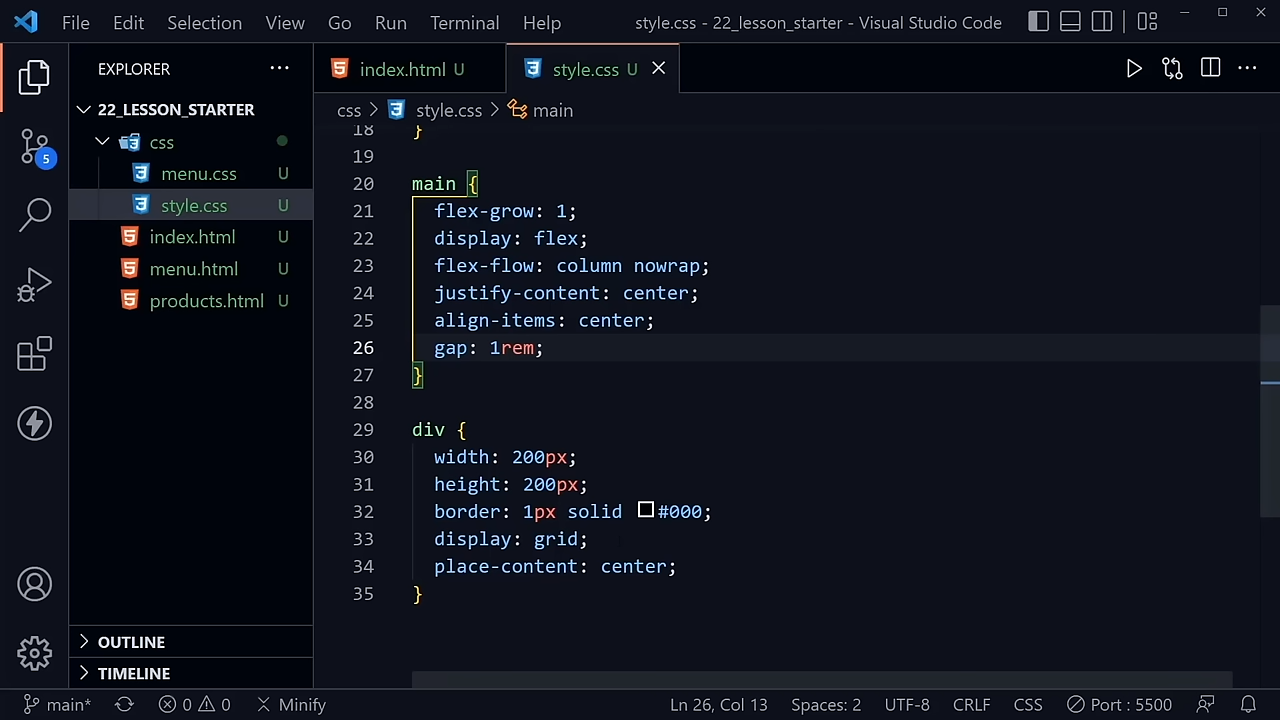 File Edit Selection View Go Run Terminal Help style.css - 22_lesson_starter - Visual Studio Code
EXPLORER
22_LESSON_STARTER
css
menu.css U
style.css U
index.html U
menu.html U
products.html U
OUTLINE
TIMELINE
5
index.html U style.css U
css > style.css > main
18 }
19
20 main {
21 flex-grow: 1;
22 display: flex;
23 flex-flow: column nowrap;
24 justify-content: center;
25 align-items: center;
26 gap: 1rem;
27 }
28
29 div {
30 width: 200px;
31 height: 200px;
32 border: 1px solid #000;
33 display: grid;
34 place-content: center;
35 }
main* 0 0 Minify Ln 26, Col 13 Spaces: 2 UTF-8 CRLF CSS Port : 5500